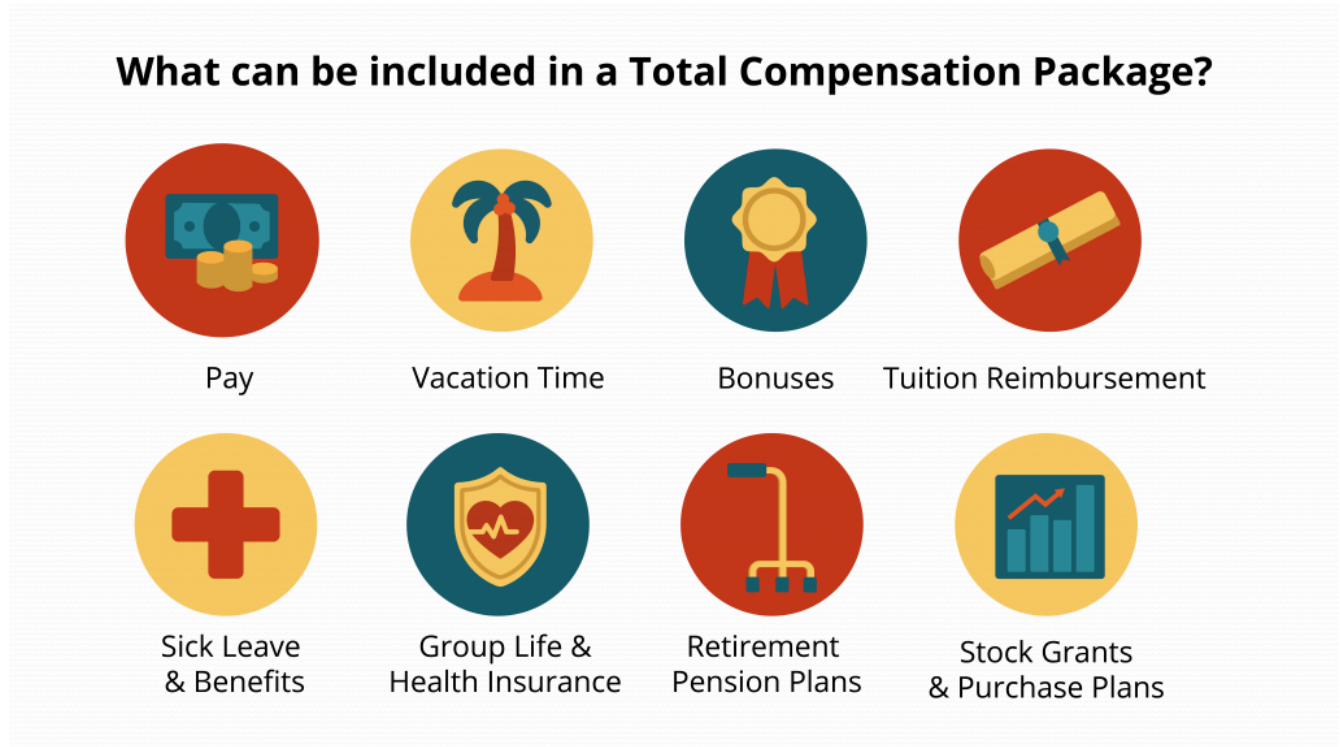 What can be included in a Total Compensation Package?
Pay
Vacation Time
Bonuses
Tuition Reimbursement
Sick Leave
& Benefits
Group Life &
Health Insurance
Retirement
Pension Plans
Stock Grants
& Purchase Plans